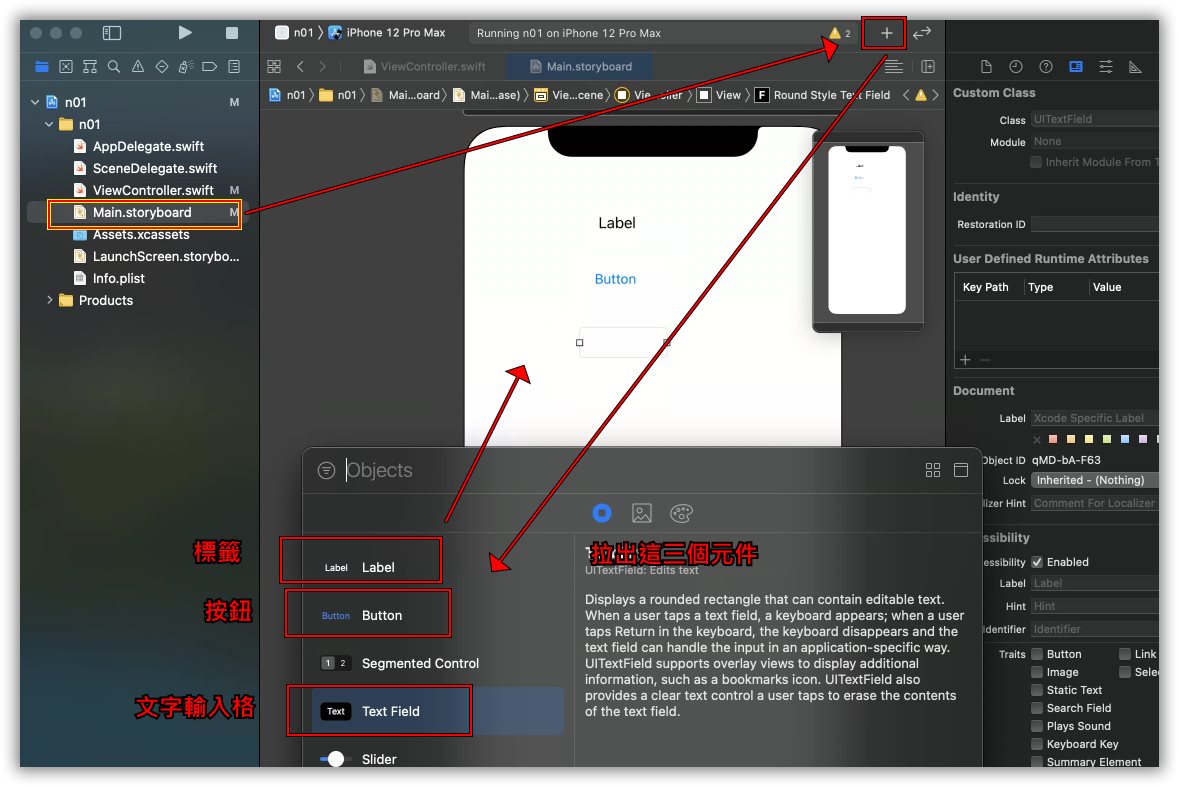 n01 〉 iPhone 12 Pro Max
Running n01 on iPhone 12 Pro Max
2
ViewController.swift
Main.storyboard
n01 〉 n01 〉 Mai...oard 〉 Mai...ase) 〉 Vie...cene 〉 〉 View 〉 F Round Style Text Field
n01 M
n01
AppDelegate.swift
SceneDelegate.swift
ViewController.swift M
Main.storyboard M
Assets.xcassets
LaunchScreen.storybo...
Info.plist
Products
Label
Button
Custom Class
Class UITextField
Module None
Inherit Module From T
Identity
Restoration ID
User Defined Runtime Attributes
Key Path Type Value
Document
Label Xcode Specific Label
Object ID qMD-bA-F63
Lock Inherited - (Nothing)
lizer Hint Comment For Localizer
ssibility
essibility Enabled
Label Label
Hint Hint
Identifier Identifier
Traits Button Link
Image Selec
Static Text
Search Field
Plays Sound
Keyboard Key
Summary Element
Objects
標籤
Label Label
按鈕
Button Button
1 2 Segmented Control
文字輸入格
Text Text Field
Slider
拉出這三個元件
UITextField: Edits text
Displays a rounded rectangle that can contain editable text.
When a user taps a text field, a keyboard appears; when a user
taps Return in the keyboard, the keyboard disappears and the
text field can handle the input in an application-specific way.
UITextField supports overlay views to display additional
information, such as a bookmarks icon. UITextField also
provides a clear text control a user taps to erase the contents
of the text field.